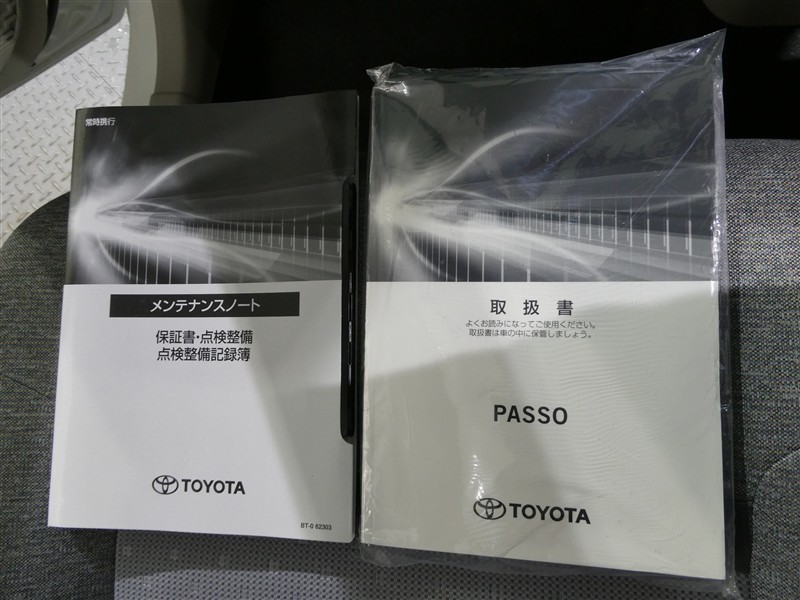 常時携行
メンテナンスノート
保証書・点検整備
点検整備記録簿
TOYOTA
BT-0 62303
取扱書
よくお読みになってご使用ください。
取扱書は車の中に保管しましょう。
PASSO
TOYOTA